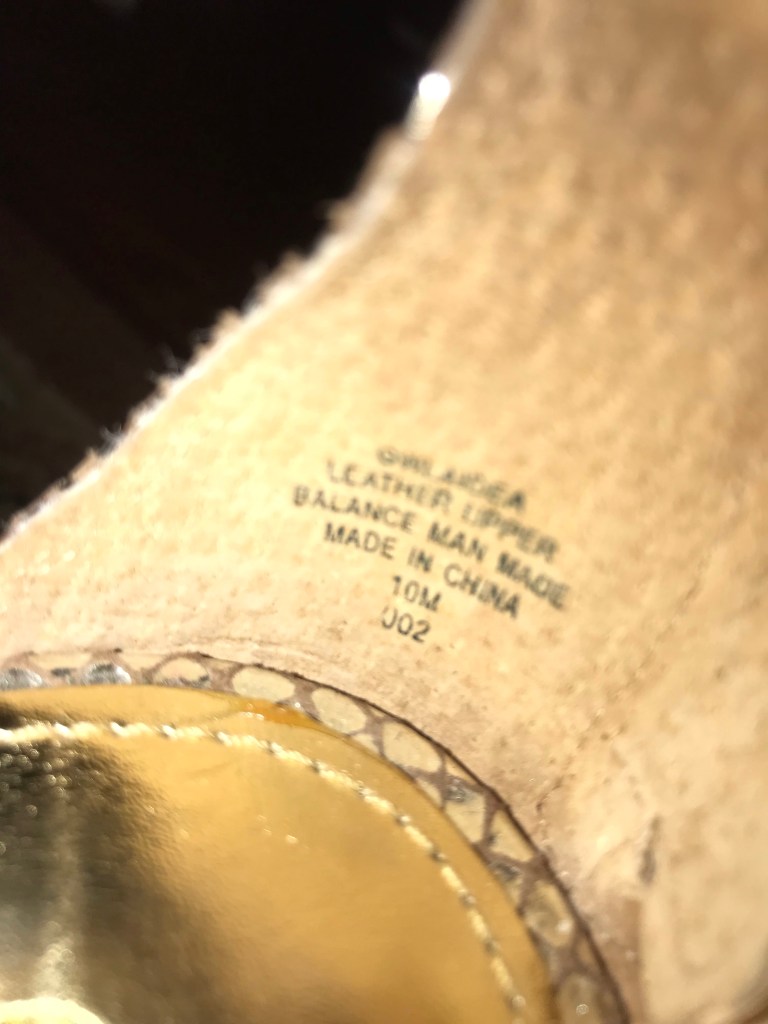 LEATHER UPPER
BALANCE MAN MADE
MADE IN CHINA
10M
002